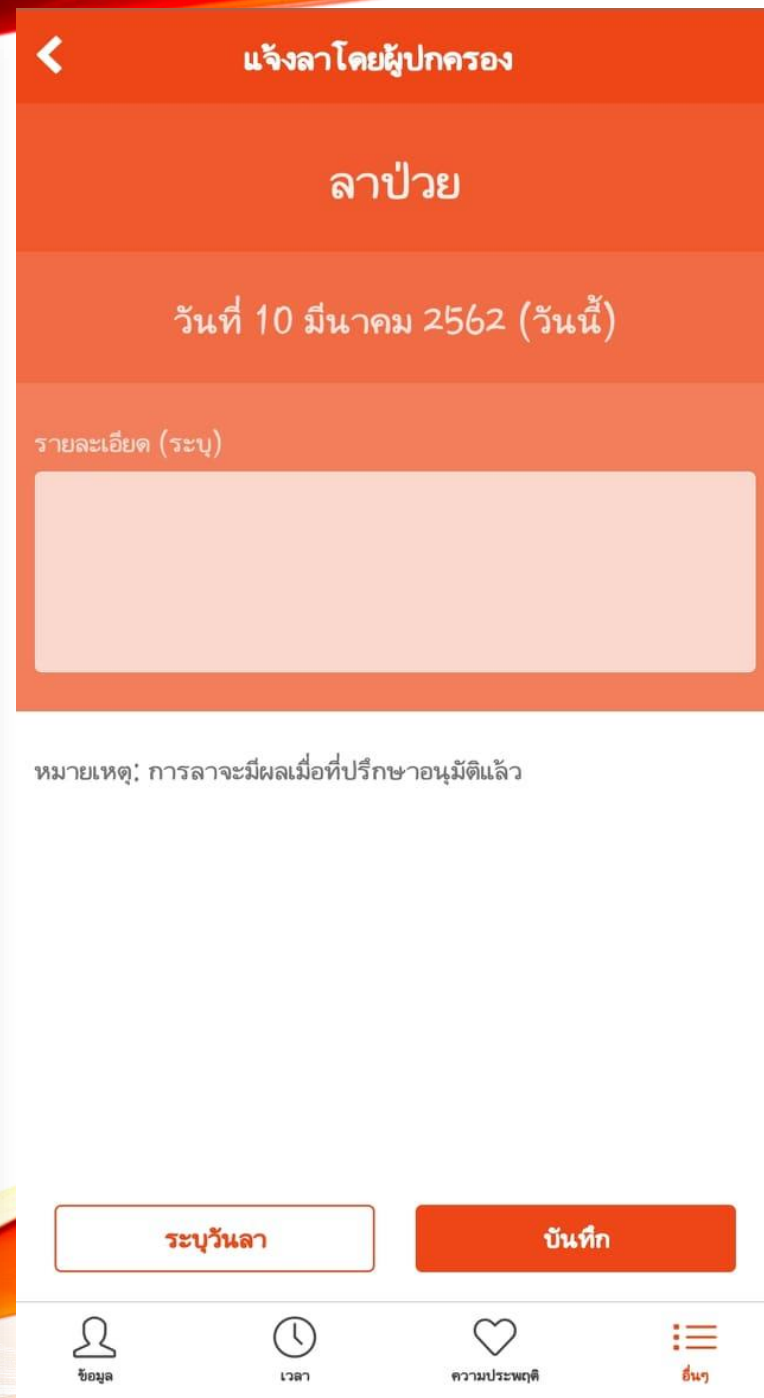 แจ้งลาโดยผู้ปกครอง
ลาป่วย
วันที่ 10 มีนาคม 2562 (วันนี้)
รายละเอียด (ระบุ)
หมายเหตุ: การลาจะมีผลเมื่อที่ปรึกษาอนุมัติแล้ว
ระบุวันลา
บันทึก
ข้อมูล
เวลา
ความประพฤติ
อื่นๆ